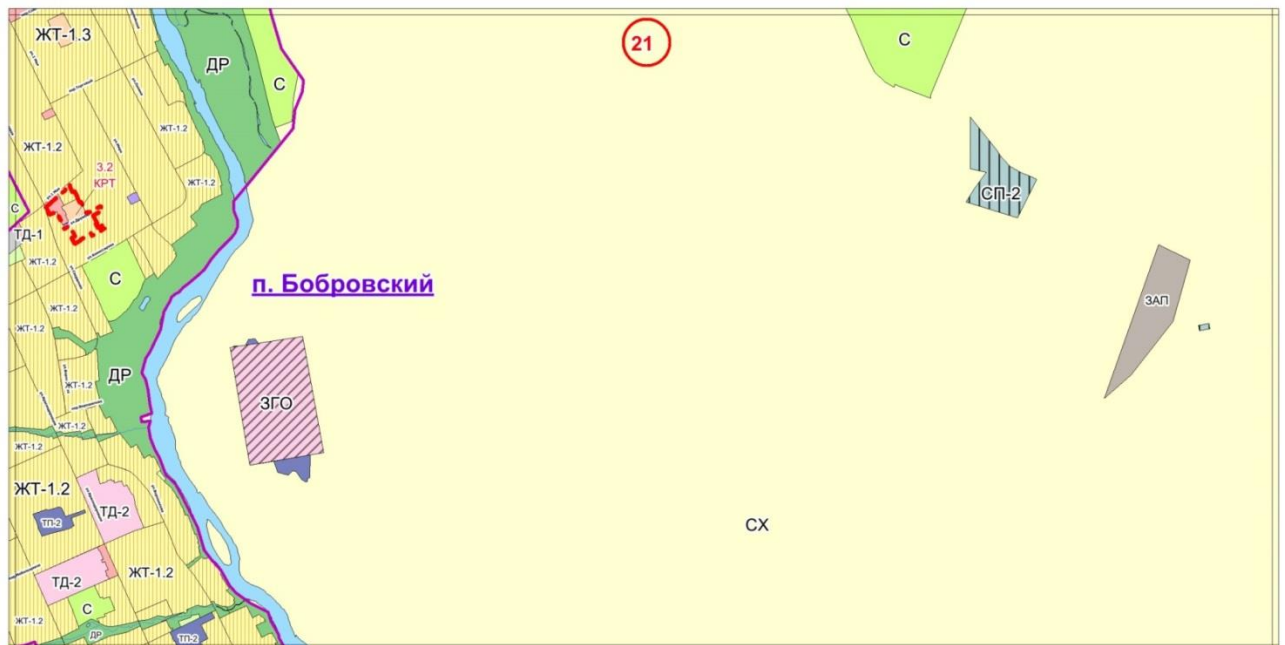 ЖТ-1.3
21
С
ДР
С
ЖТ-1.2
ЖТ-1.2
3.2
КРТ
ЖТ-1.2
СП-2
С
ТД-1
ЖТ-1.2
С
п. Бобровский
ЖТ-1.2
ЗАП
ЖТ-1.2
ДР
ЖТ-1.2
ЗГО
ЖТ-1.2
ЖТ-1.2
ЖТ-1.2
ТД-2
ТП-2
СХ
ЖТ-1.2
ТД-2
С
ЖТ-1.2
ДР
ТП-2